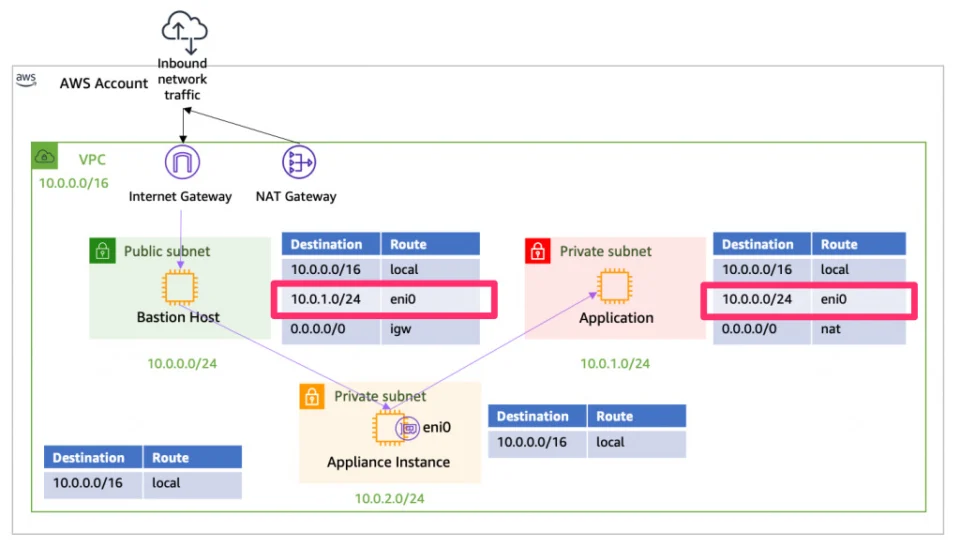 Inbound
network
traffic
aws
AWS Account
VPC
10.0.0.0/16
Internet Gateway
NAT Gateway
Public subnet
Bastion Host
10.0.0.0/24
Destination Route
10.0.0.0/16 local
10.0.1.0/24 eni0
0.0.0.0/0 igw
Private subnet
Application
10.0.1.0/24
Destination Route
10.0.0.0/16 local
10.0.0.0/24 eni0
0.0.0.0/0 nat
Private subnet
eni0
Appliance Instance
10.0.2.0/24
Destination Route
10.0.0.0/16 local
Destination Route
10.0.0.0/16 local